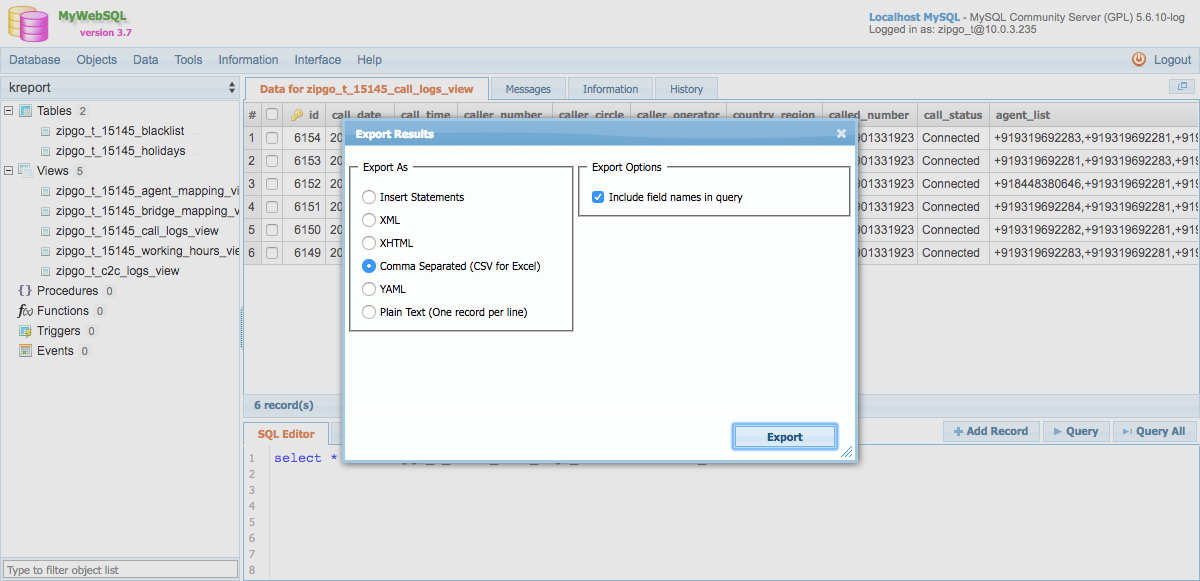 MyWebSQL
version 3.7
Localhost MySQL - MySQL Community Server (GPL) 5.6.10-log
Logged in as: zipgo_t@10.0.3.235
Database Objects Data Tools Information Interface Help Logout
kreport
Data for zipgo_t_15145_call_logs_view Messages Information History
Tables 2
zipgo_t_15145_blacklist
zipgo_t_15145_holidays
Views 5
zipgo_t_15145_agent_mapping_vi
zipgo_t_15145_bridge_mapping_v
zipgo_t_15145_call_logs_view
zipgo_t_15145_working_hours_vie
zipgo_t_c2c_logs_view
{} Procedures 0
f(x) Functions 0
Triggers 0
Events 0
Type to filter object list
# id call_date call_time caller_number caller_circle caller_operator country_region called_number call_status agent_list
1 6154 20 01331923 Connected +919319692283,+919319692281,+919
2 6153 20 01331923 Connected +919319692281,+919319692283,+919
3 6152 20 01331923 Connected +918448380646,+919319692281,+919
4 6151 20 01331923 Connected +919319692284,+919319692281,+919
5 6150 20 01331923 Connected +919319692282,+919319692281,+919
6 6149 20 01331923 Connected +919319692283,+919319692284,+919
Export Results
Export As
Insert Statements
XML
XHTML
Comma Separated (CSV for Excel)
YAML
Plain Text (One record per line)
Export Options
Include field names in query
Export
6 record(s)
SQL Editor
Add Record Query Query All
1 select *
2
3
4
5
6
7
8